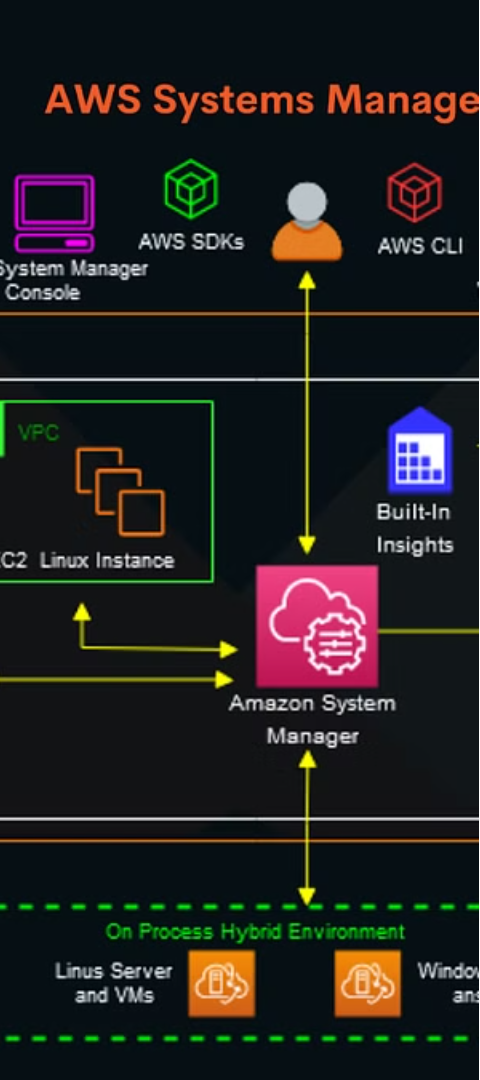 AWS Systems Manage
AWS SDKs
AWS CLI
System Manager
Console
VPC
Built-In
Insights
C2 Linux Instance
Amazon System
Manager
On Process Hybrid Environment
Linus Server
and VMs
Window
an